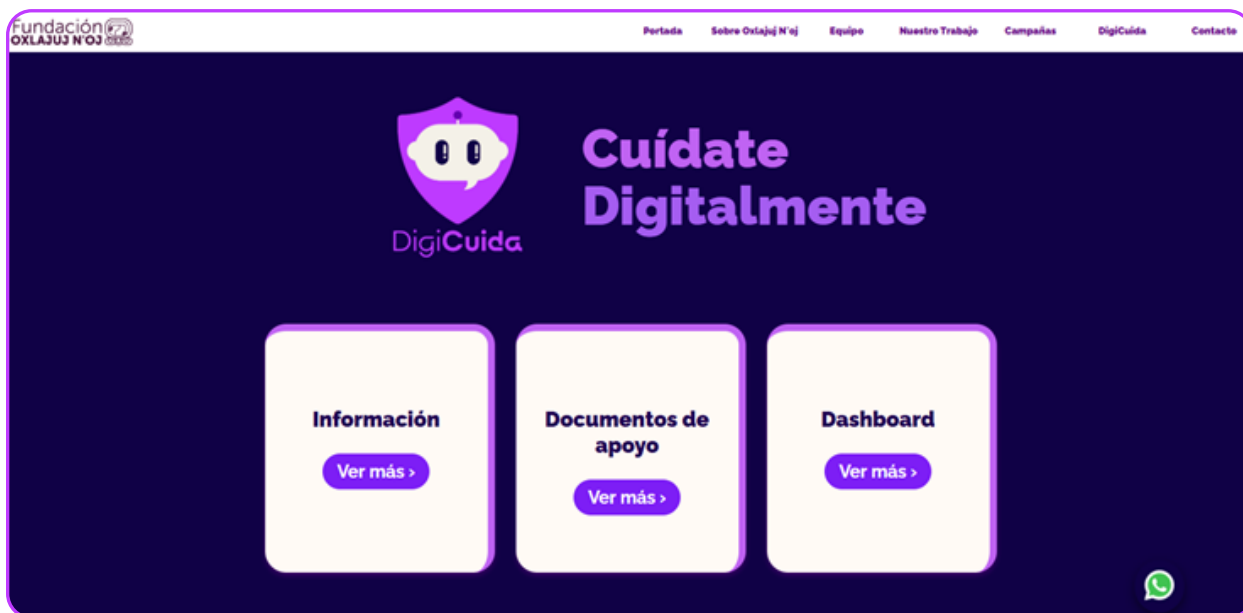 Fundación
OXLAJUJ N'OJ
Portada Sobre Oxlajuj N'oj Equipo Nuestro Trabajo Campañas DigiCuida Contacto
DigiCuida
Cuídate
Digitalmente
Información
Ver más ›
Documentos de
apoyo
Ver más ›
Dashboard
Ver más ›